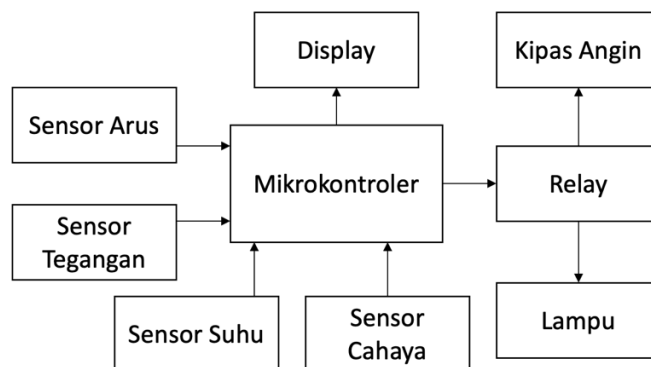 Display
Kipas Angin
Sensor Arus
Mikrokontroler
Relay
Sensor
Tegangan
Sensor Suhu
Sensor
Cahaya
Lampu